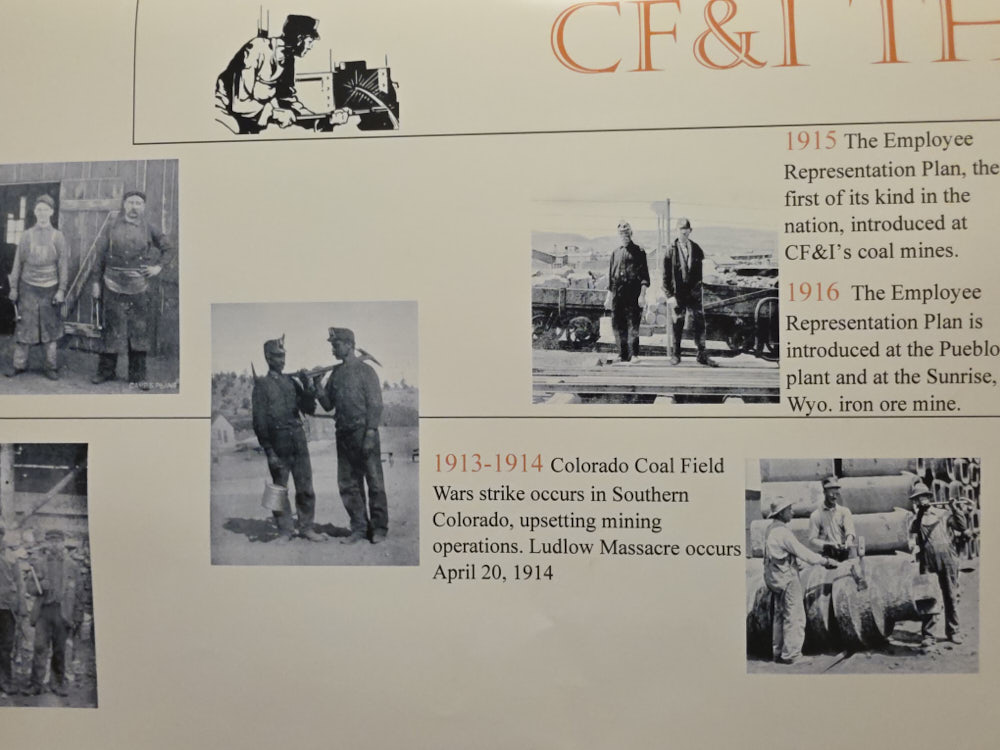 CF&I TH
1915 The Employee
Representation Plan, the
first of its kind in the
nation, introduced at
CF&I's coal mines.
1916 The Employee
Representation Plan is
introduced at the Pueblo
plant and at the Sunrise,
Wyo. iron ore mine.
1913-1914 Colorado Coal Field
Wars strike occurs in Southern
Colorado, upsetting mining
operations. Ludlow Massacre occurs
April 20, 1914